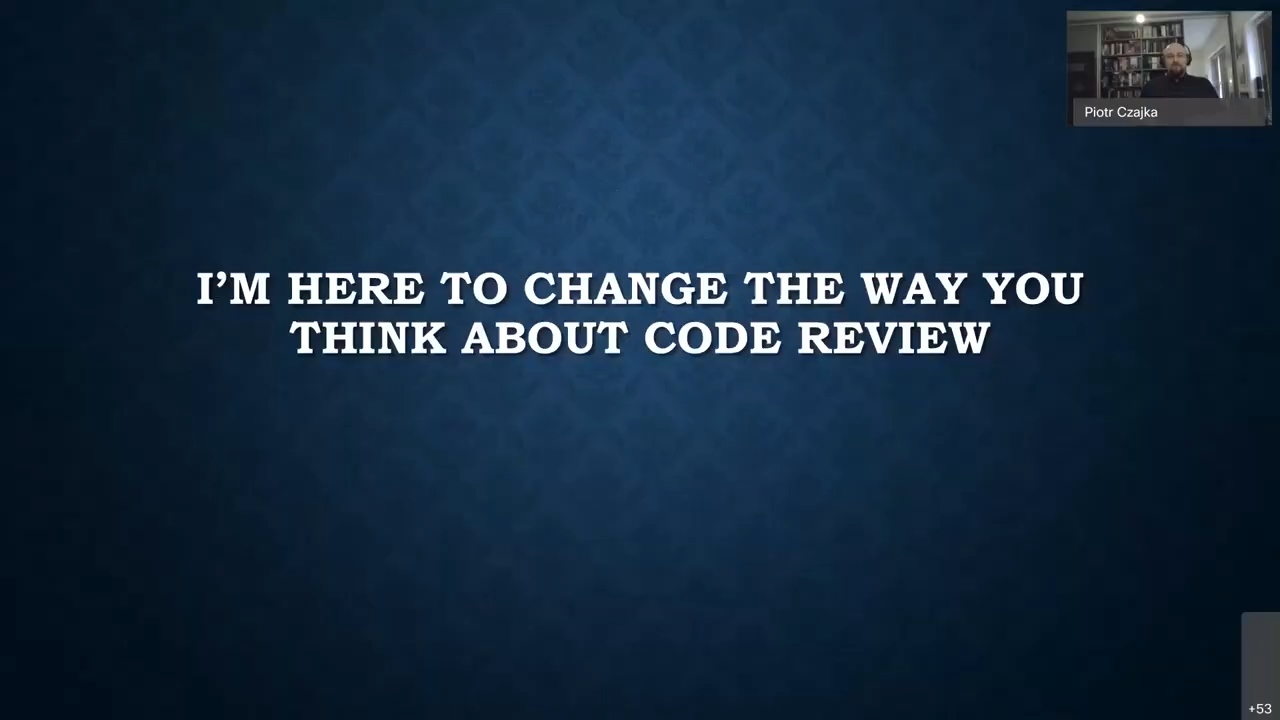 Piotr Czajka
I’M HERE TO CHANGE THE WAY YOU
THINK ABOUT CODE REVIEW
+53